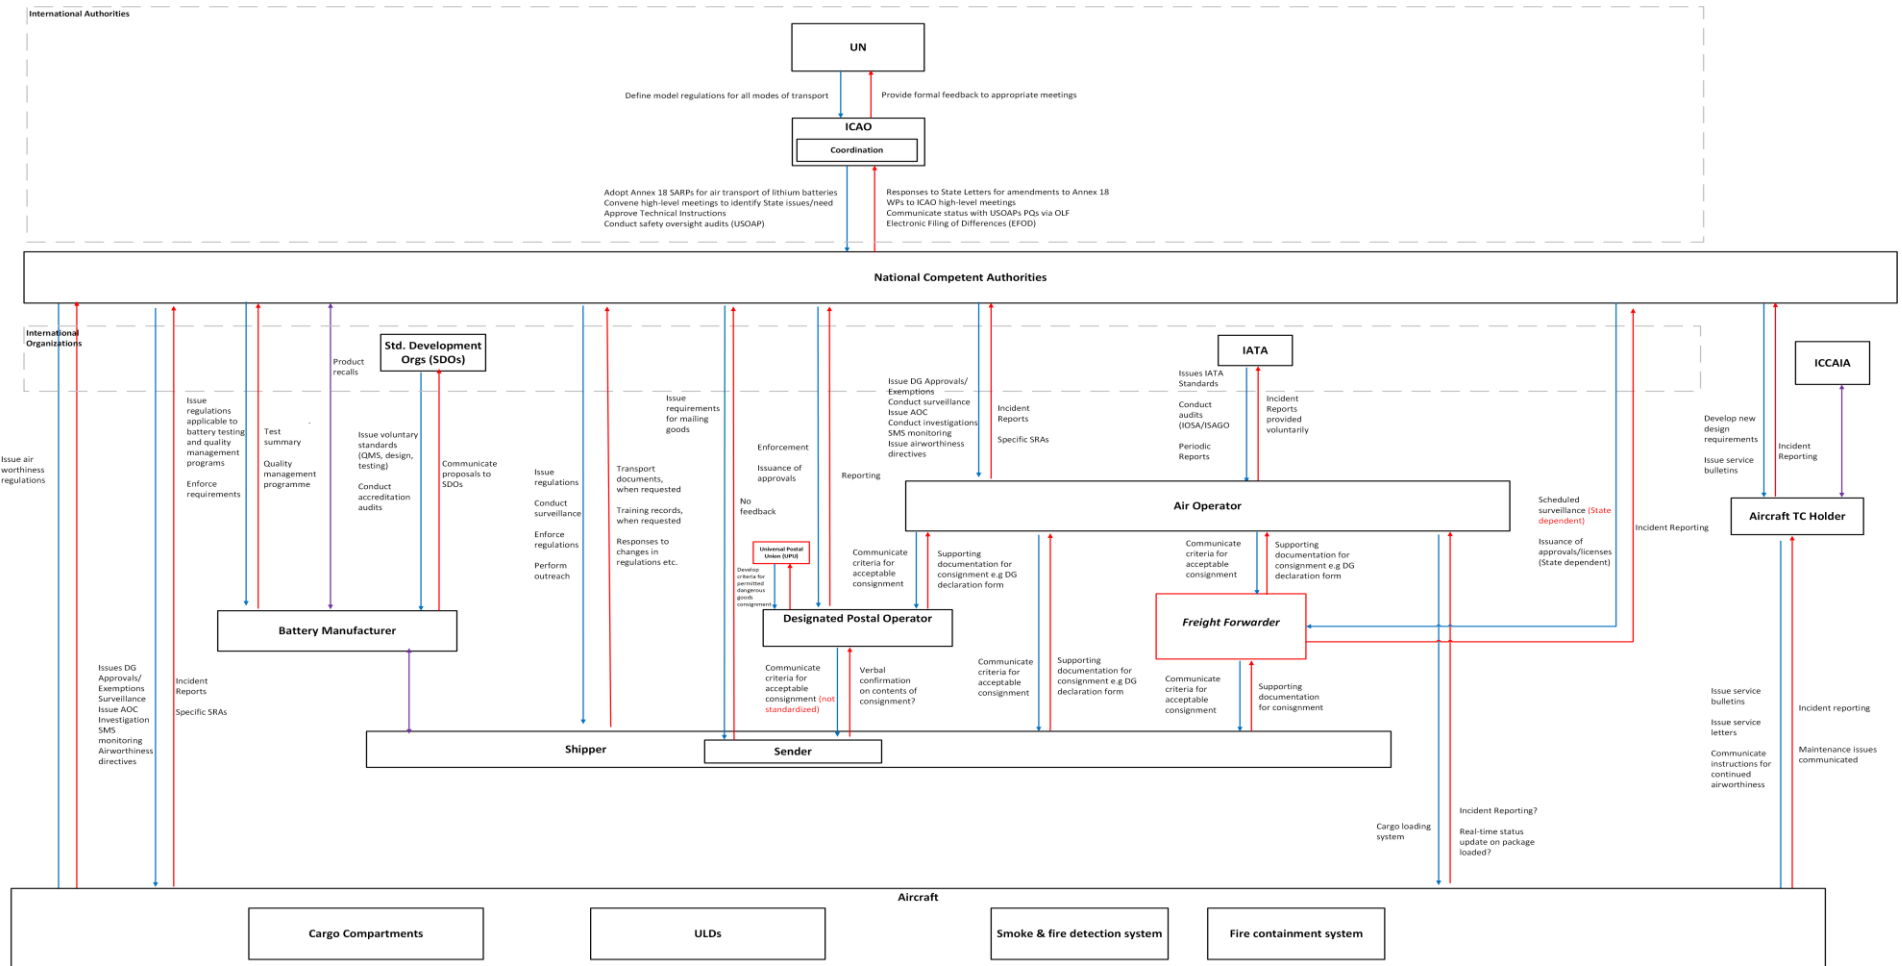 International Authorities
UN
Define model regulations for all modes of transport
Provide formal feedback to appropriate meetings
ICAO
Coordination
Adopt Annex 18 SARPs for air transport of lithium batteries
Convene high-level meetings to identify State issues/need
Approve Technical Instructions
Conduct safety oversight audits (USOAP)
Responses to State Letters for amendments to Annex 18
WPs to ICAO high-level meetings
Communicate status with USOAPs PQs via OLF
Electronic Filing of Differences (EFOD)
National Competent Authorities
International
Organizations
Std. Development
Orgs (SDOs)
IATA
ICCAIA
Product
recalls
Issue air
worthiness
regulations
Issue
regulations
applicable to
battery testing
and quality
management
programs
Enforce
requirements
Test
summary
Quality
management
programme
Issue voluntary
standards
(QMS, design,
testing)
Conduct
accreditation
audits
Communicate
proposals to
SDOs
Issue
regulations
Conduct
surveillance
Enforce
regulations
Perform
outreach
Transport
documents,
when requested
Training records,
when requested
Responses to
changes in
regulations etc.
Issue
requirements
for mailing
goods
No
feedback
Enforcement
Issuance of
approvals
Reporting
Issue DG Approvals/
Exemptions
Conduct surveillance
Issue AOC
Conduct investigations
SMS monitoring
Issue airworthiness
directives
Incident
Reports
Specific SRAs
Issues IATA
Standards
Conduct
audits
(IOSA/ISAGO
Periodic
Reports
Incident
Reports
provided
voluntarily
Develop new
design
requirements
Issue service
bulletins
Incident
Reporting
Air Operator
Aircraft TC Holder
Scheduled
surveillance (State
dependent)
Issuance of
approvals/licenses
(State dependent)
Incident Reporting
Universal Postal
Union (UPU)
Develop
criteria for
permitted
dangerous
goods
consignment
Communicate
criteria for
acceptable
consignment
Supporting
documentation for
consignment e.g DG
declaration form
Communicate
criteria for
acceptable
consignment
Supporting
documentation for
consignment e.g DG
declaration form
Battery Manufacturer
Designated Postal Operator
Freight Forwarder
Issues DG
Approvals/
Exemptions
Surveillance
Issue AOC
Investigation
SMS
monitoring
Airworthiness
directives
Incident
Reports
Specific SRAs
Communicate
criteria for
acceptable
consignment (not
standardized)
Verbal
confirmation
on contents of
consignment?
Communicate
criteria for
acceptable
consignment
Supporting
documentation for
consignment e.g DG
declaration form
Communicate
criteria for
acceptable
consignment
Supporting
documentation
for conisgnment
Issue service
bulletins
Issue service
letters
Communicate
instructions for
continued
airworthiness
Incident reporting
Maintenance issues
communicated
Shipper
Sender
Cargo loading
system
Incident Reporting?
Real-time status
update on package
loaded?
Aircraft
Cargo Compartments
ULDs
Smoke & fire detection system
Fire containment system